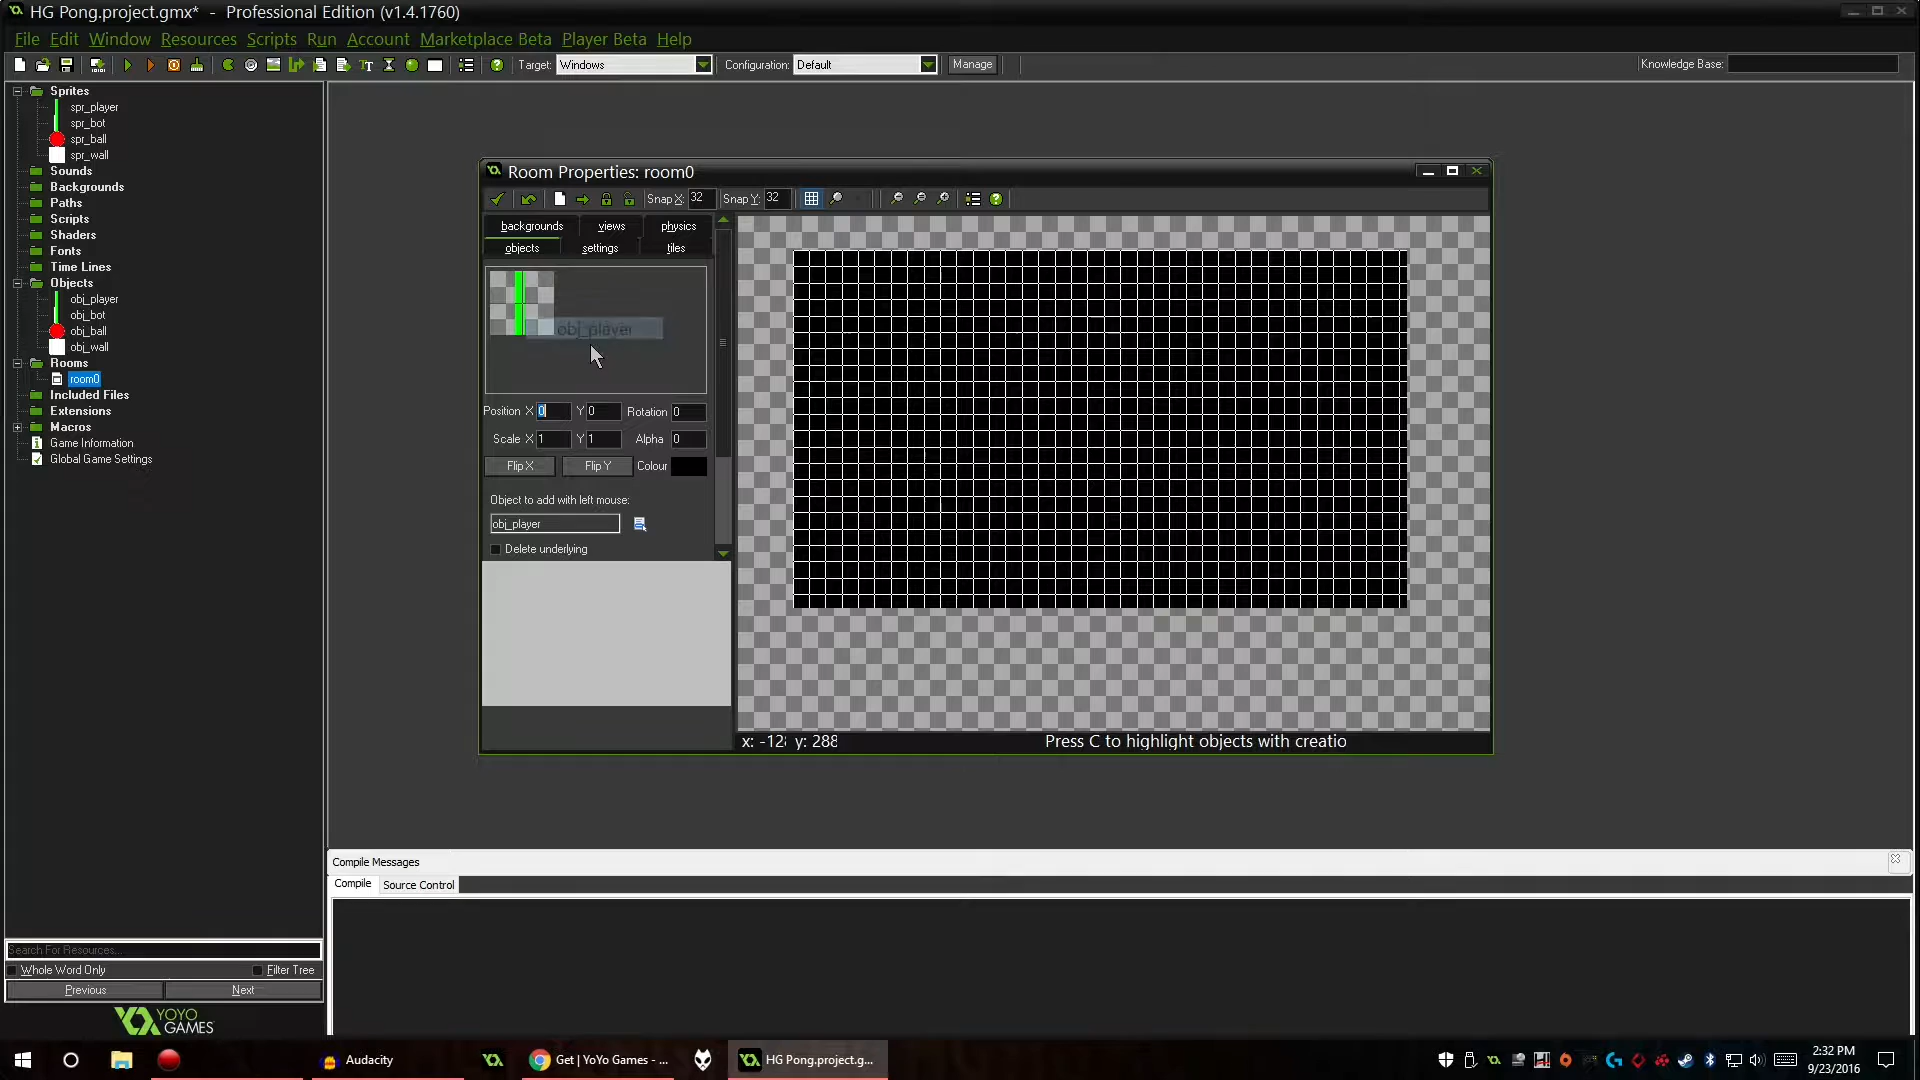 HG Pong.project.gmx* - Professional Edition (v1.4.1760)
File Edit Window Resources Scripts Run Account Marketplace Beta Player Beta Help
Target: Windows Configuration: Default Manage Knowledge Base:
Sprites
spr_player
spr_bot
spr_ball
spr_wall
Sounds
Backgrounds
Paths
Scripts
Shaders
Fonts
Time Lines
Objects
obj_player
obj_bot
obj_ball
obj_wall
Rooms
room0
Included Files
Extensions
Macros
Game Information
Global Game Settings
Search For Resources...
Whole Word Only Filter Tree
Previous Next
YOYO
GAMES
Room Properties: room0
Snap X: 32 Snap Y: 32
backgrounds views physics
objects settings tiles
obj_player
Position X 0 Y 0 Rotation 0
Scale X 1 Y 1 Alpha 0
Flip X Flip Y Colour
Object to add with left mouse:
obj_player
Delete underlying
x: -128 y: 288 Press C to highlight objects with creatio
Compile Messages
Compile Source Control
Audacity Get | YoYo Games - ... HG Pong.project.g...
2:32 PM
9/23/2016